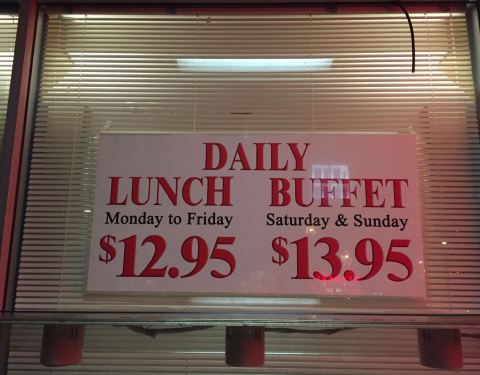 DAILY
LUNCH BUFFET
Monday to Friday Saturday & Sunday
$12.95 $13.95